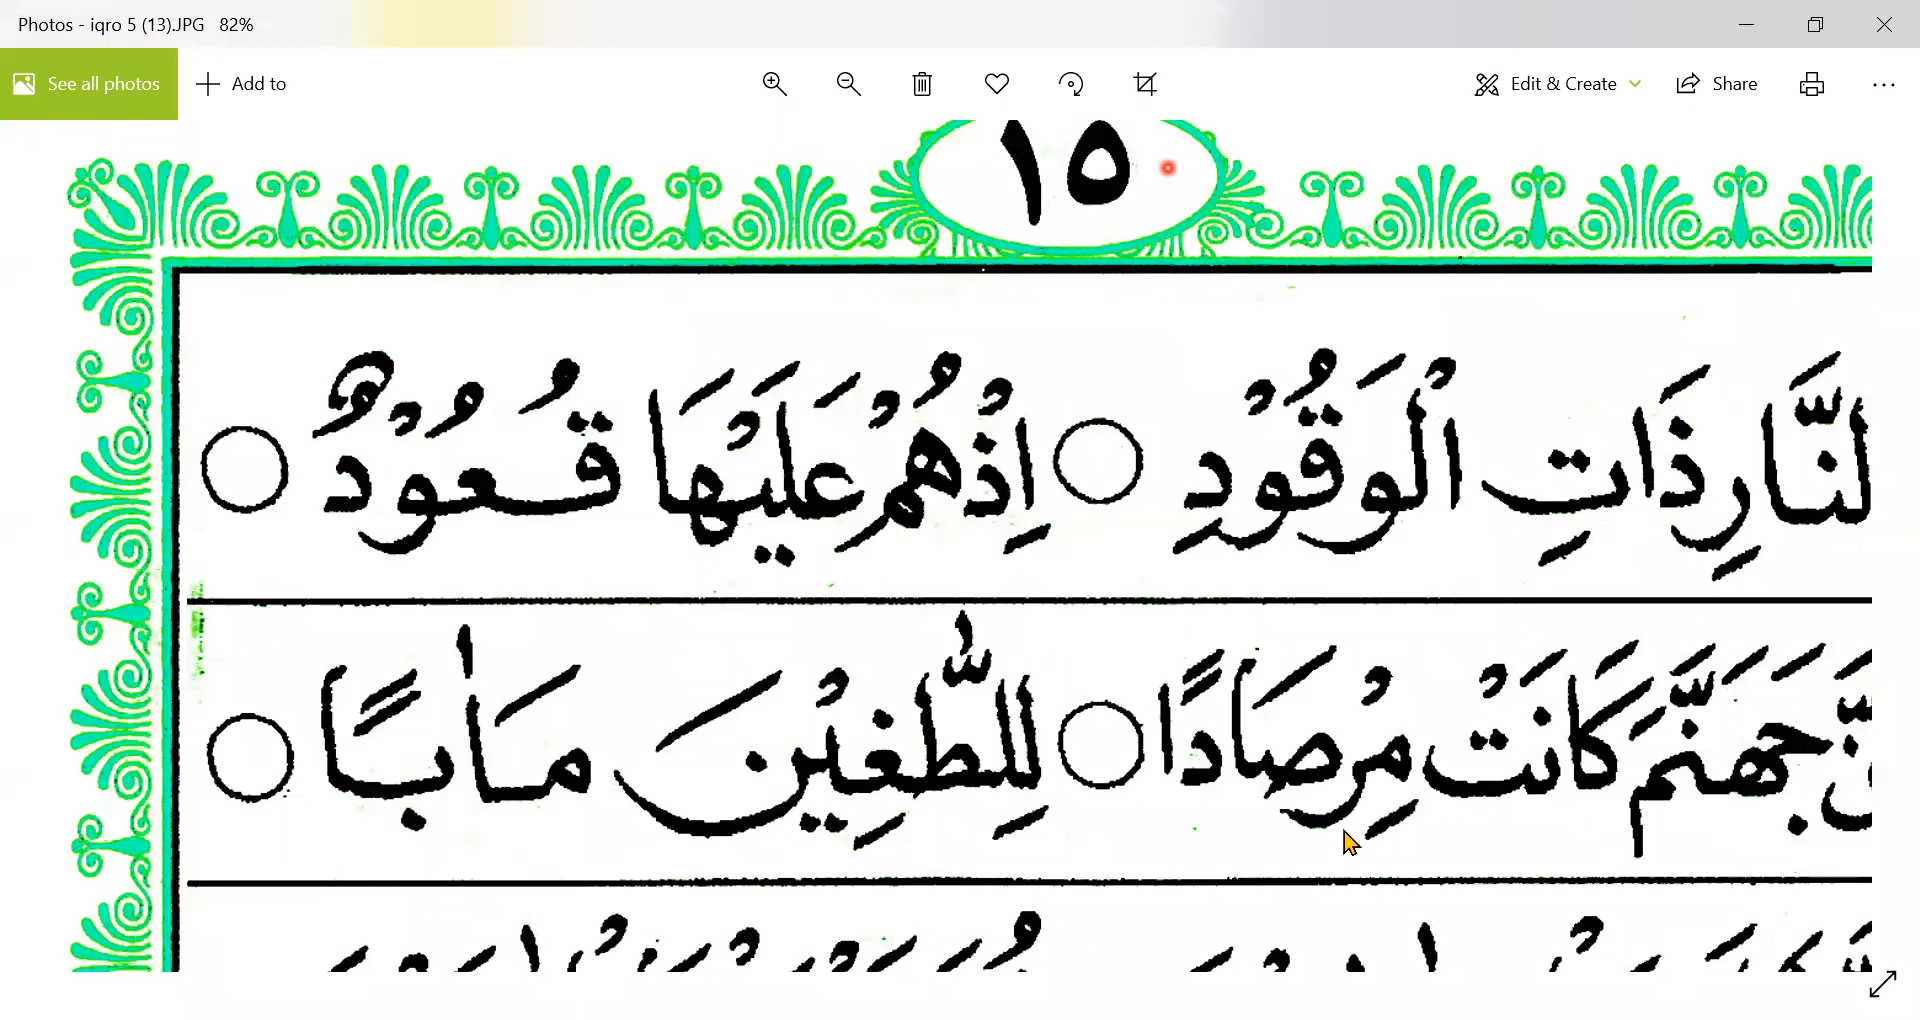 Photos - iqro 5 (13).JPG 82%
See all photos
Add to
Edit & Create
Share
١٥
لنَّارِ ذَاتِ الْوَقُوْدِ ○ اِذْهُمْ عَلَيْهَا قُعُوْدٌ ○
نَّ جَهَنَّمَ كَانَتْ مِرْصَادًا ○ لِلطّٰغِيْنَ مَاٰبًا ○